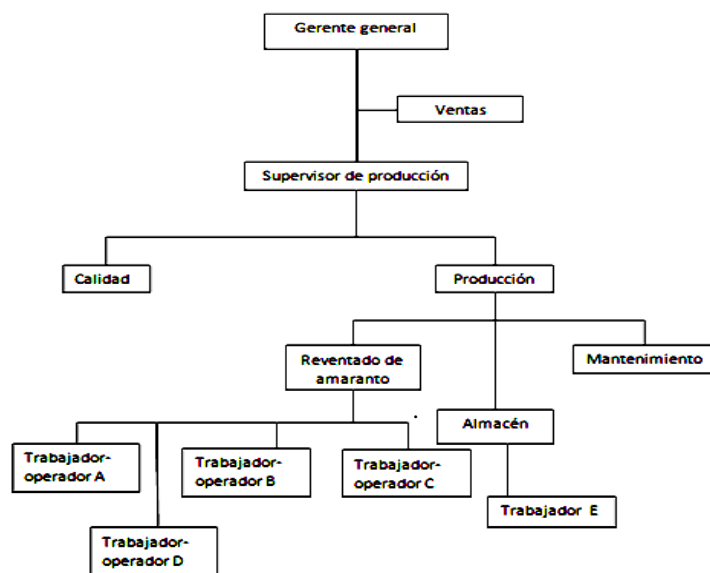 Gerente general
Ventas
Supervisor de producción
Calidad
Producción
Reventado de
amaranto
Mantenimiento
Almacén
Trabajador-
operador A
Trabajador-
operador B
Trabajador-
operador C
Trabajador E
Trabajador-
operador D